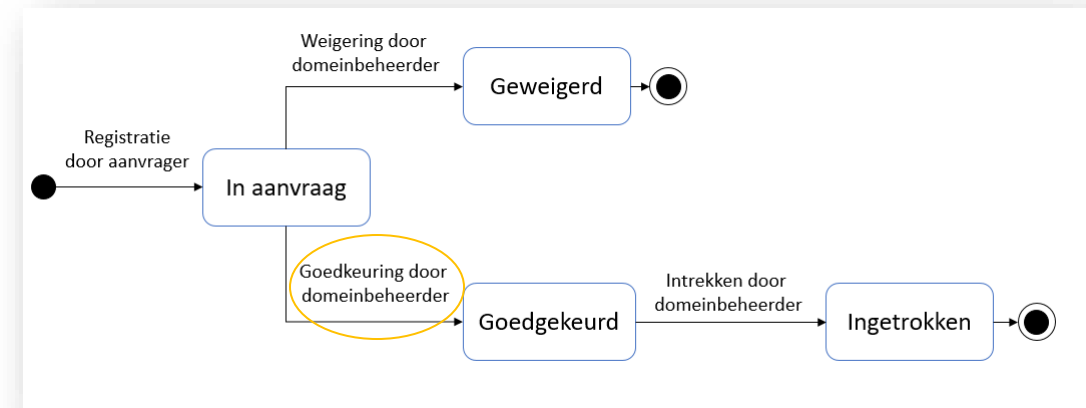 Weigering door
domeinbeheerder
Geweigerd
Registratie
door aanvrager
In aanvraag
Goedkeuring door
domeinbeheerder
Goedgekeurd
Intrekken door
domeinbeheerder
Ingetrokken